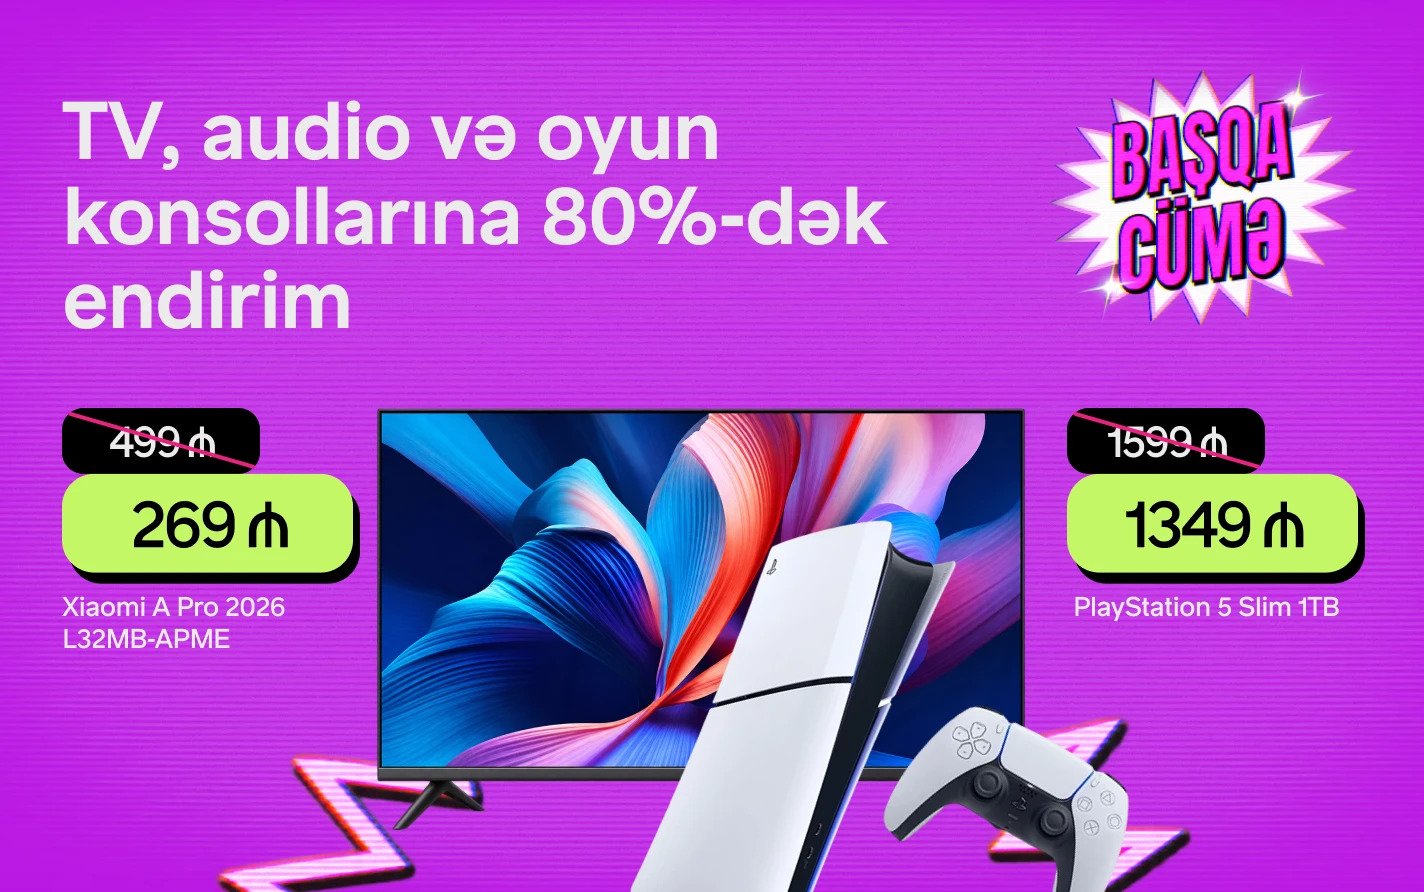 TV, audio və oyun
konsollarına 80%-dək
endirim
BAŞQA
CÜMƏ
499 ₼
269 ₼
Xiaomi A Pro 2026
L32MB-APME
1599 ₼
1349 ₼
PlayStation 5 Slim 1TB